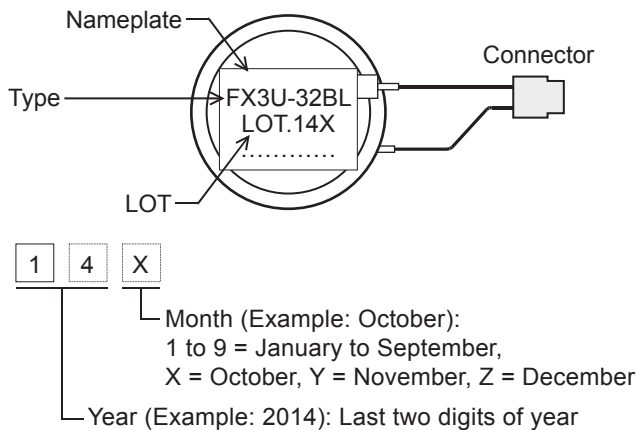 Nameplate
Connector
Type
FX3U-32BL
LOT.14X
............
LOT
1 4 X
Month (Example: October):
1 to 9 = January to September,
X = October, Y = November, Z = December
Year (Example: 2014): Last two digits of year